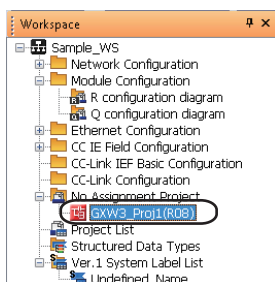 Workspace
Sample_WS
Network Configuration
Module Configuration
R configuration diagram
Q configuration diagram
Ethernet Configuration
CC IE Field Configuration
CC-Link IEF Basic Configuration
CC-Link Configuration
No Assignment Project
GXW3_Proj1(R08)
Project List
Structured Data Types
Ver.1 System Label List
Undefined_Name